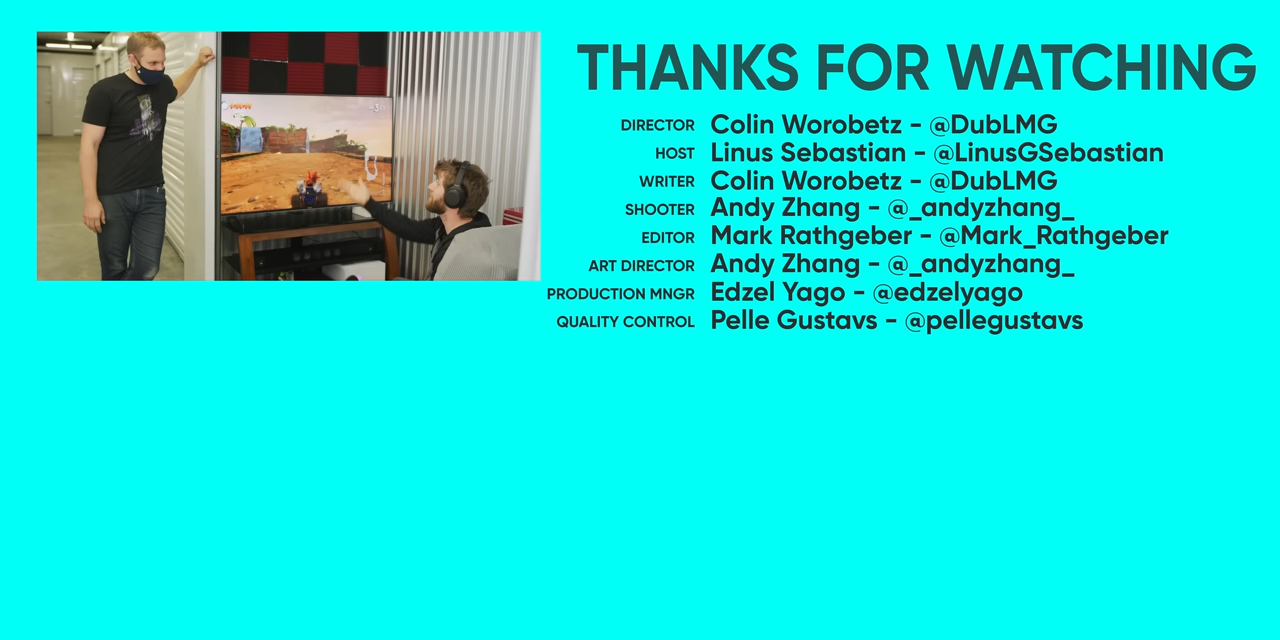 THANKS FOR WATCHING
DIRECTOR Colin Worobetz - @DubLMG
HOST Linus Sebastian - @LinusGSebastian
WRITER Colin Worobetz - @DubLMG
SHOOTER Andy Zhang - @_andyzhang_
EDITOR Mark Rathgeber - @Mark_Rathgeber
ART DIRECTOR Andy Zhang - @_andyzhang_
PRODUCTION MNGR Edzel Yago - @edzelyago
QUALITY CONTROL Pelle Gustavs - @pellegustavs